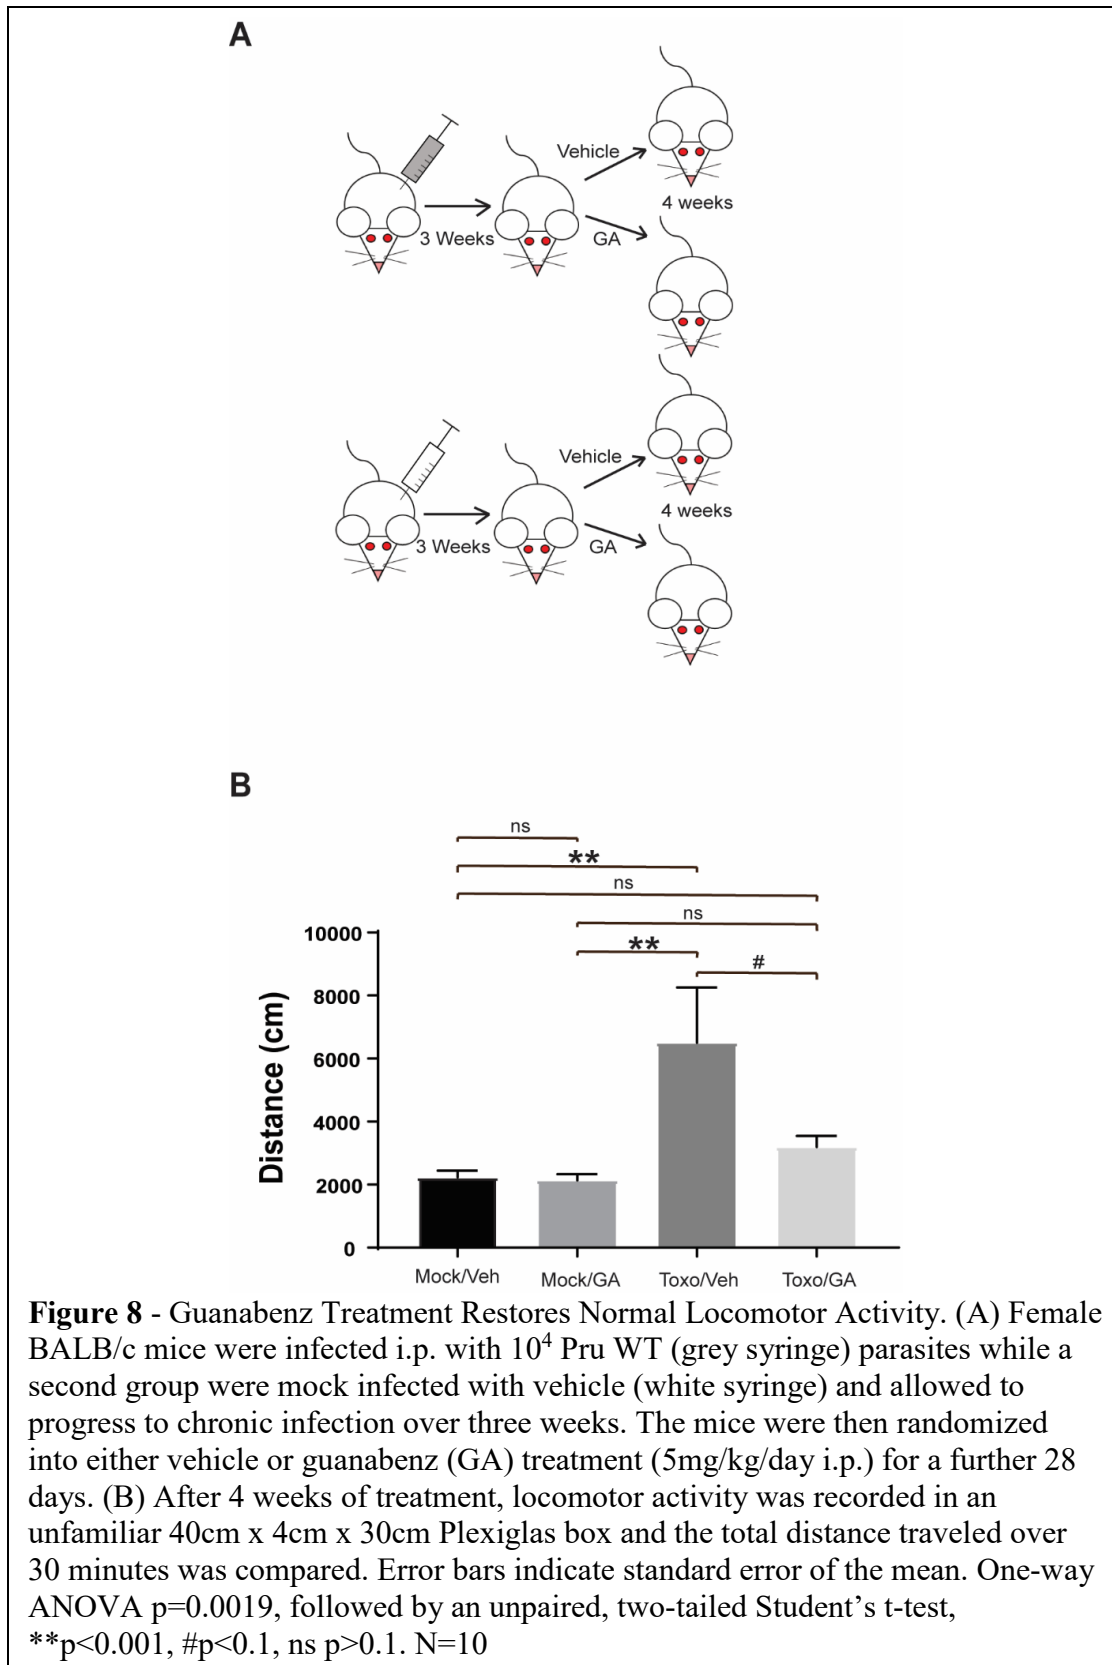 A
Vehicle
4 weeks
3 Weeks
GA
Vehicle
4 weeks
3 Weeks
GA
B
ns
**
ns
ns
**
#
10000
8000
6000
4000
2000
0
Distance (cm)
Mock/Veh Mock/GA Toxo/Veh Toxo/GA
Figure 8 - Guanabenz Treatment Restores Normal Locomotor Activity. (A) Female
BALB/c mice were infected i.p. with 10⁴ Pru WT (grey syringe) parasites while a
second group were mock infected with vehicle (white syringe) and allowed to
progress to chronic infection over three weeks. The mice were then randomized
into either vehicle or guanabenz (GA) treatment (5mg/kg/day i.p.) for a further 28
days. (B) After 4 weeks of treatment, locomotor activity was recorded in an
unfamiliar 40cm x 4cm x 30cm Plexiglas box and the total distance traveled over
30 minutes was compared. Error bars indicate standard error of the mean. One-way
ANOVA p=0.0019, followed by an unpaired, two-tailed Student’s t-test,
**p<0.001, #p<0.1, ns p>0.1. N=10